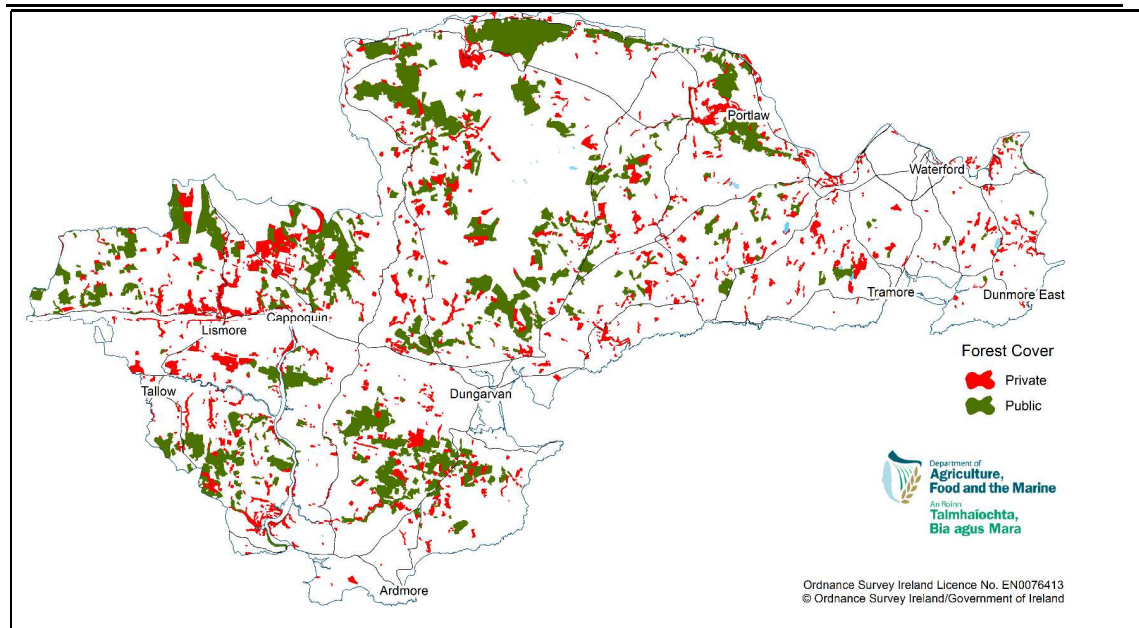 Portlaw
Waterford
Tramore
Dunmore East
Cappoquin
Lismore
Tallow
Dungarvan
Ardmore
Forest Cover
Private
Public
Department of
Agriculture,
Food and the Marine
An Roinn
Talmhaíochta,
Bia agus Mara
Ordnance Survey Ireland Licence No. EN0076413
© Ordnance Survey Ireland/Government of Ireland